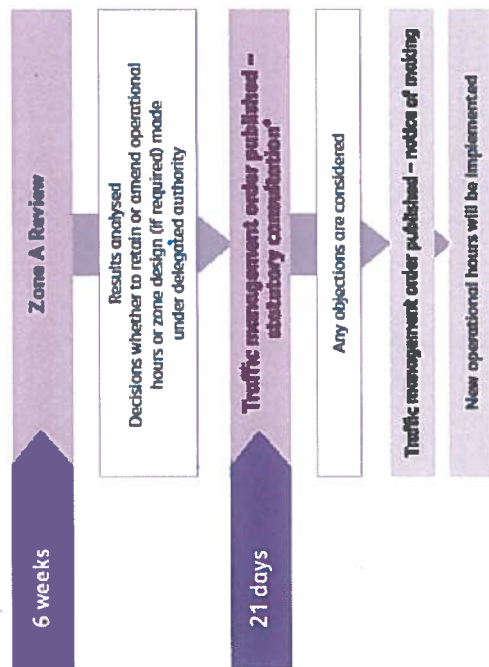 6 weeks
Zone A Review
Results analysed
Decisions whether to retain or amend operational
hours or zone design (if required) made
under delegated authority
21 days
Traffic management order published –
statutory consultation*
Any objections are considered
Traffic management order published – notice of making
New operational hours will be implemented